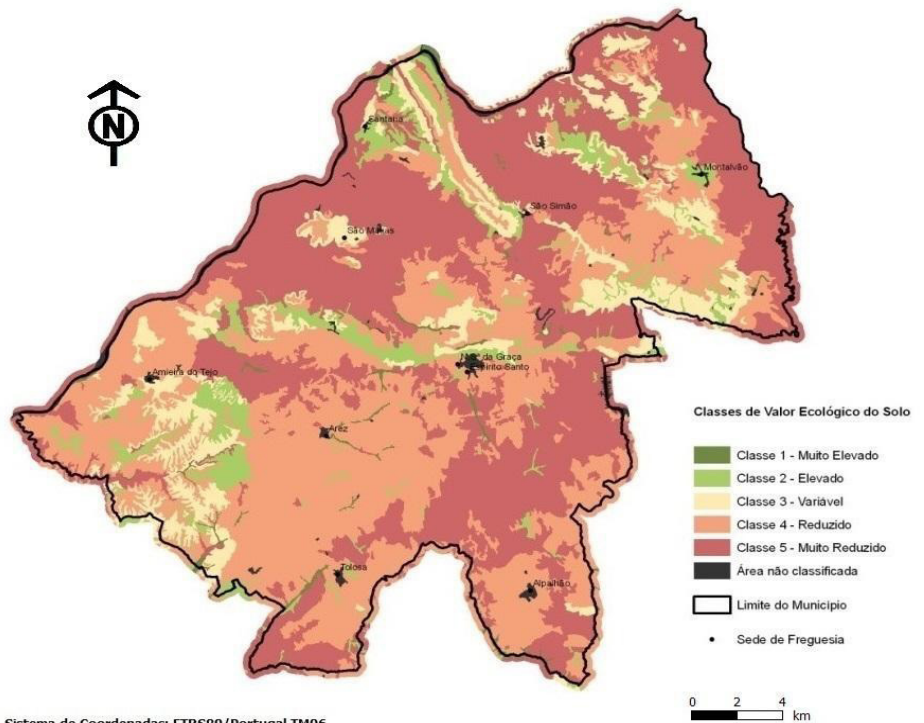 N
Santana
Montalvão
São Simão
São Matias
da Graça
Espírito Santo
Amieira do Tejo
Arez
Tolosa
Alpalhão
Classes de Valor Ecológico do Solo
Classe 1 - Muito Elevado
Classe 2 - Elevado
Classe 3 - Variável
Classe 4 - Reduzido
Classe 5 - Muito Reduzido
Área não classificada
Limite do Municipio
Sede de Freguesia
0 2 4
km
Sistema de Coordenadas: ETRS89/Portugal TM06